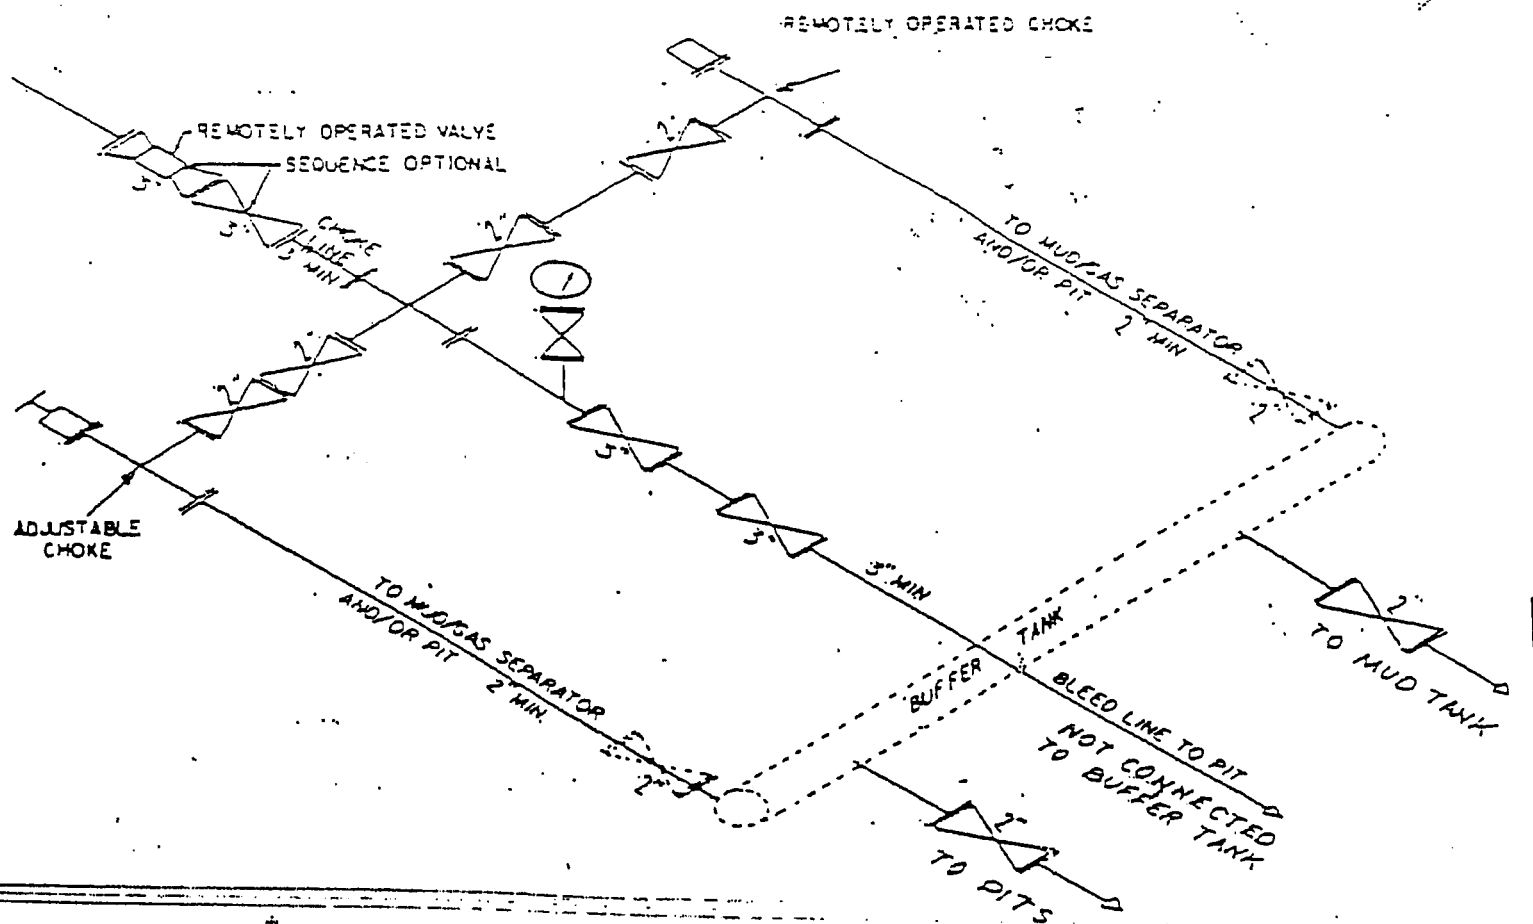 REMOTELY OPERATED CHOKE
REMOTELY OPERATED VALVE
SEQUENCE OPTIONAL
3"
3"
CHOKE
LINE
3 MIN
2"
2"
2"
2"
TO MUD/GAS SEPARATOR
AND/OR PIT
2" MIN
2"
ADJUSTABLE
CHOKE
3"
3"
3" MIN
TO MUD/GAS SEPARATOR
AND/OR PIT
2" MIN.
2"
BUFFER TANK
BLEED LINE TO PIT
NOT CONNECTED
TO BUFFER TANK
2"
TO MUD TANK
2"
TO PITS